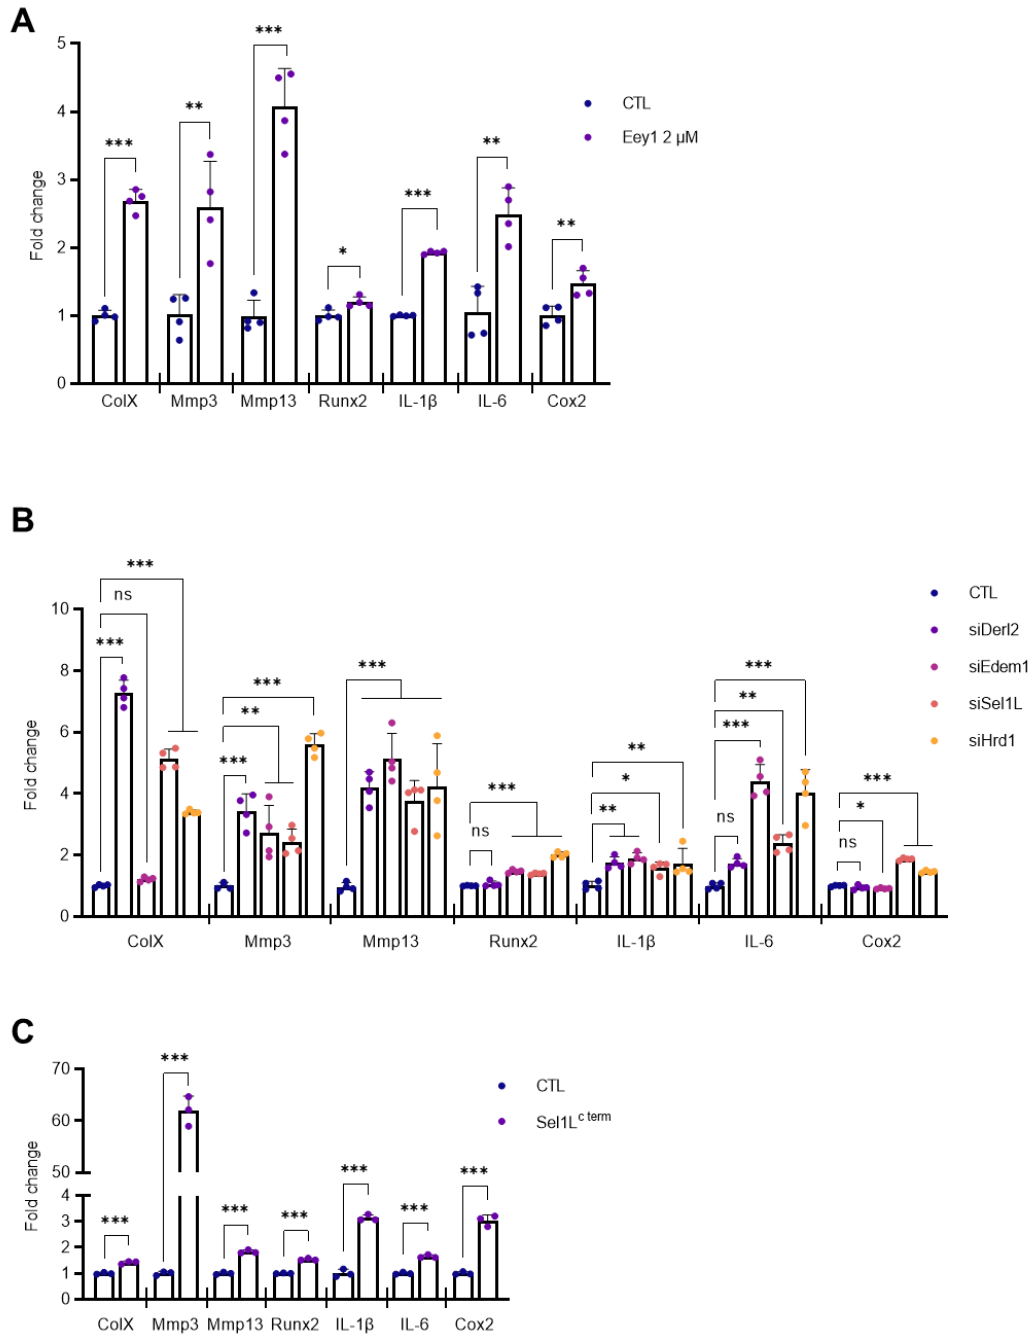 A
5
4
3
2
1
0
Fold change
***
**
***
*
***
**
**
CTL
Eey1 2 µM
ColX
Mmp3
Mmp13
Runx2
IL-1β
IL-6
Cox2
B
10
8
6
4
2
0
Fold change
***
ns
***
***
**
***
***
***
ns
**
*
**
***
**
***
ns
***
*
ns
CTL
siDerl2
siEdem1
siSel1L
siHrd1
ColX
Mmp3
Mmp13
Runx2
IL-1β
IL-6
Cox2
C
70
60
50
4
3
2
1
0
Fold change
***
***
***
***
***
***
***
CTL
Sel1L^c term
ColX
Mmp3
Mmp13
Runx2
IL-1β
IL-6
Cox2